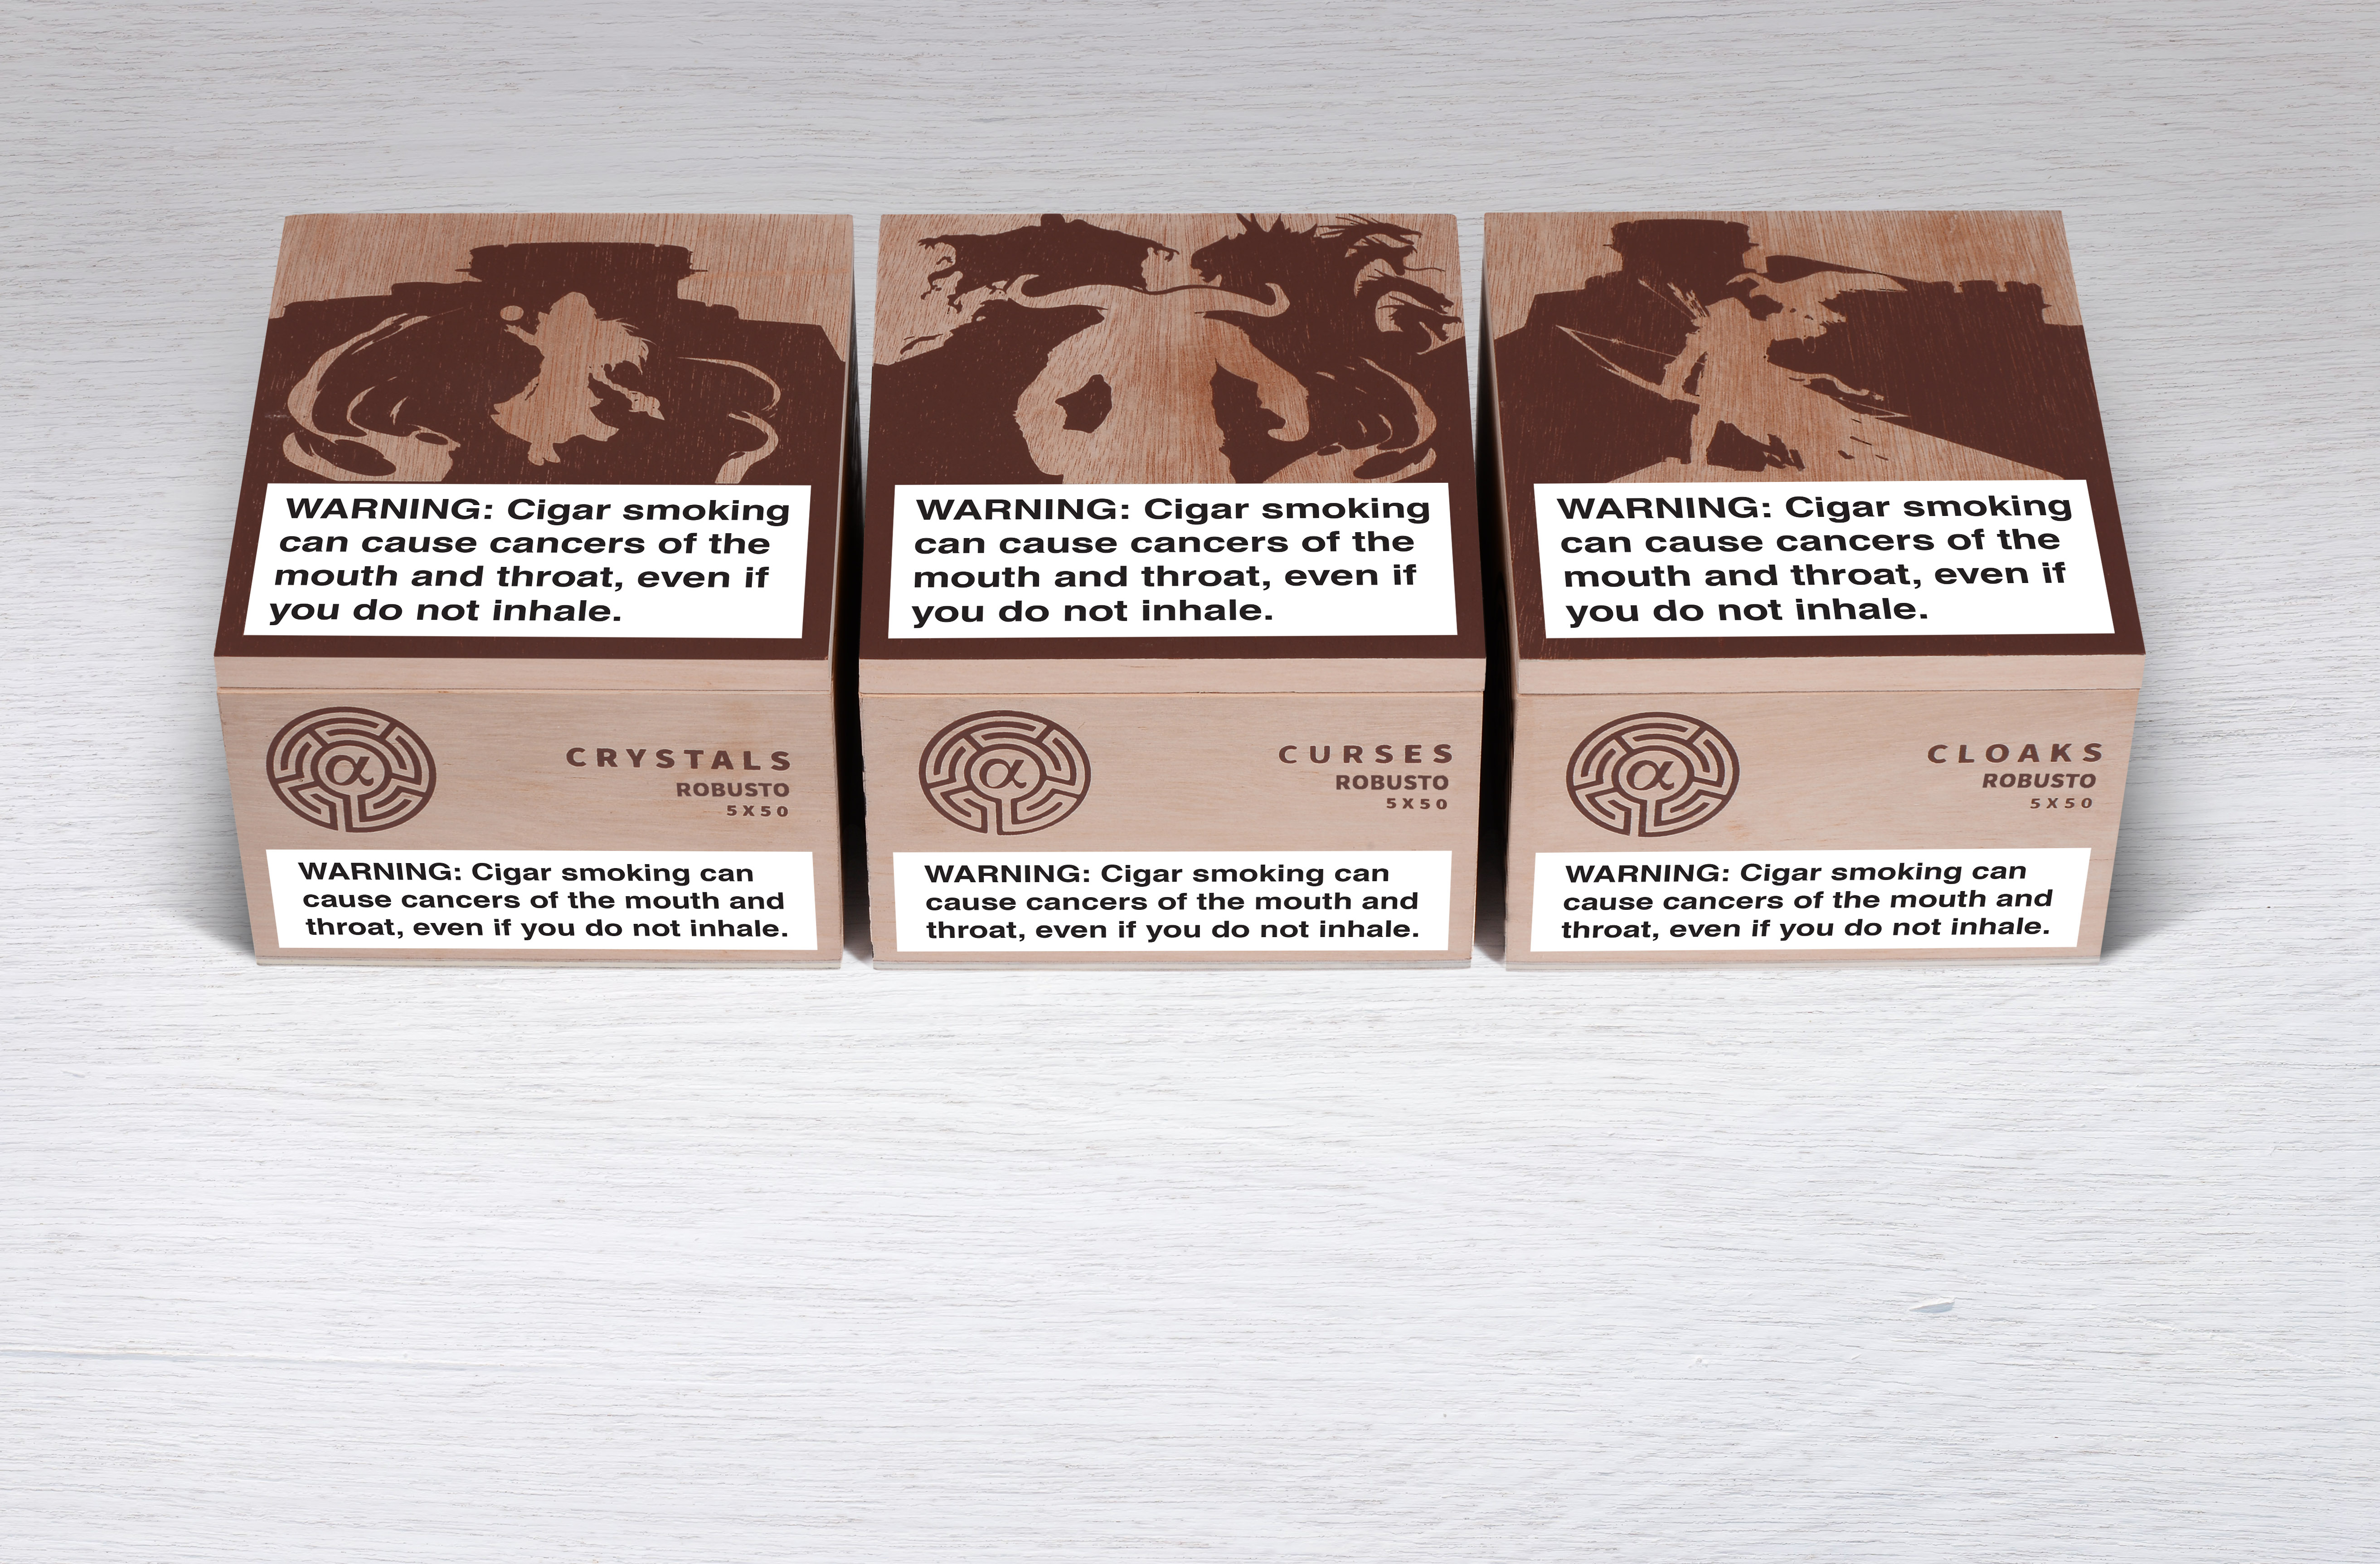 WARNING: Cigar smoking
can cause cancers of the
mouth and throat, even if
you do not inhale.
α
CRYSTALS
ROBUSTO
5X50
WARNING: Cigar smoking can
cause cancers of the mouth and
throat, even if you do not inhale.
WARNING: Cigar smoking
can cause cancers of the
mouth and throat, even if
you do not inhale.
α
CURSES
ROBUSTO
5X50
WARNING: Cigar smoking can
cause cancers of the mouth and
throat, even if you do not inhale.
WARNING: Cigar smoking
can cause cancers of the
mouth and throat, even if
you do not inhale.
α
CLOAKS
ROBUSTO
5X50
WARNING: Cigar smoking can
cause cancers of the mouth and
throat, even if you do not inhale.